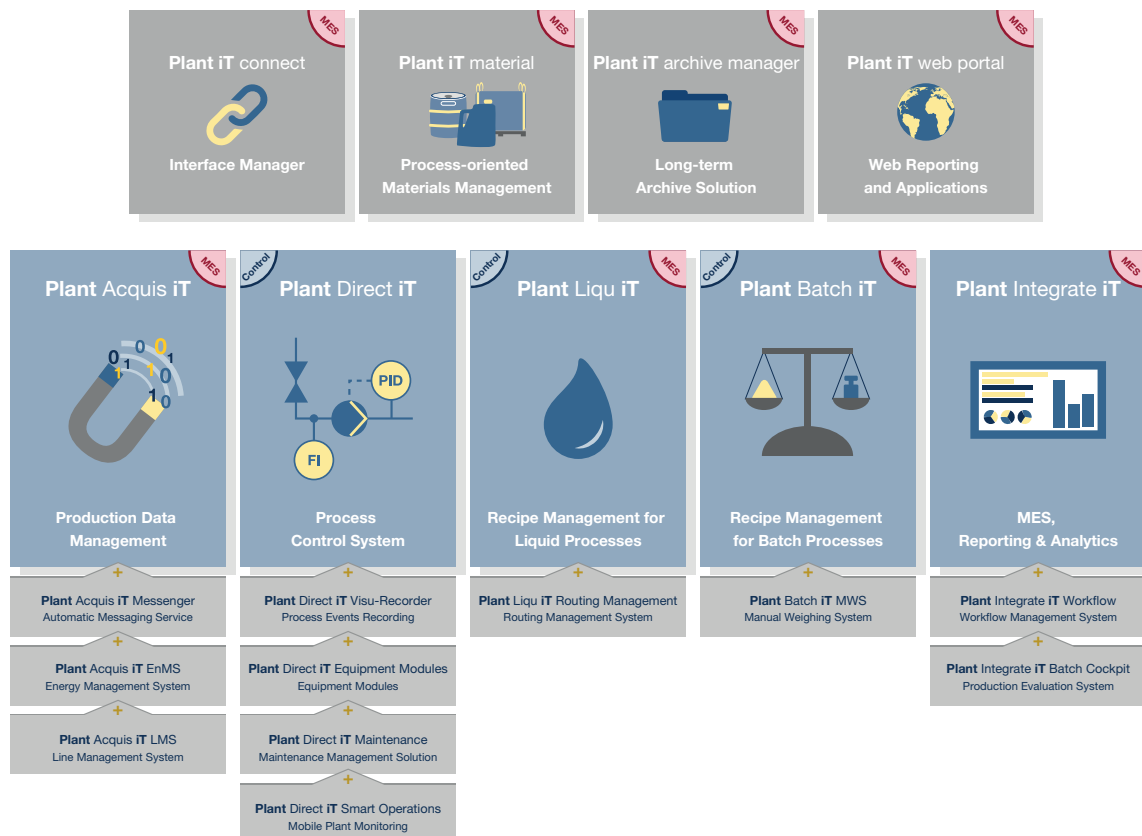 MES
Plant iT connect
Interface Manager
MES
Plant iT material
Process-oriented
Materials Management
MES
Plant iT archive manager
Long-term
Archive Solution
MES
Plant iT web portal
Web Reporting
and Applications
MES
Plant Acquis iT
0 0 0 1 1 1 1 0 1 0
Production Data
Management
+
Plant Acquis iT Messenger
Automatic Messaging Service
+
Plant Acquis iT EnMS
Energy Management System
+
Plant Acquis iT LMS
Line Management System
Control
Plant Direct iT
PID
FI
Process
Control System
+
Plant Direct iT Visu-Recorder
Process Events Recording
+
Plant Direct iT Equipment Modules
Equipment Modules
+
Plant Direct iT Maintenance
Maintenance Management Solution
+
Plant Direct iT Smart Operations
Mobile Plant Monitoring
Control
MES
Plant Liqu iT
Recipe Management for
Liquid Processes
+
Plant Liqu iT Routing Management
Routing Management System
Control
MES
Plant Batch iT
Recipe Management
for Batch Processes
+
Plant Batch iT MWS
Manual Weighing System
MES
Plant Integrate iT
MES,
Reporting & Analytics
+
Plant Integrate iT Workflow
Workflow Management System
+
Plant Integrate iT Batch Cockpit
Production Evaluation System